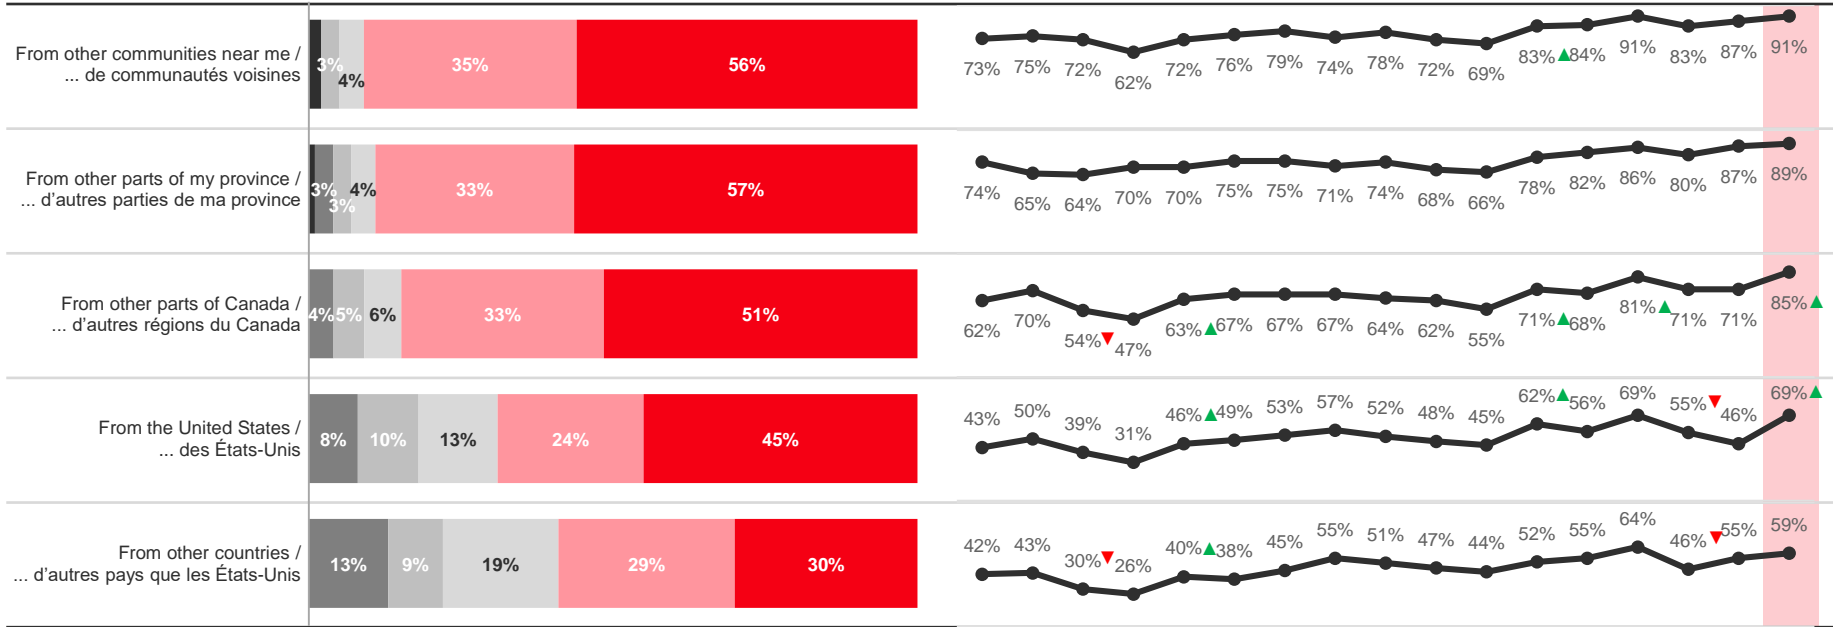 From other communities near me /
... de communautés voisines
3%
4%
35%
56%
73% 75% 72% 62% 72% 76% 79% 74% 78% 72% 69% 83% ▲84% 91% 83% 87% 91%
From other parts of my province /
... d'autres parties de ma province
3%
3%
4%
33%
57%
74% 65% 64% 70% 70% 75% 75% 71% 74% 68% 66% 78% 82% 86% 80% 87% 89%
From other parts of Canada /
... d'autres régions du Canada
4% 5% 6% 33% 51%
62% 70% 54% ▼ 47% 63% ▲ 67% 67% 67% 64% 62% 55% 71% ▲ 68% 81% ▲ 71% 71% 85% ▲
From the United States /
... des États-Unis
8% 10% 13% 24% 45%
43% 50% 39% 31% 46% ▲ 49% 53% 57% 52% 48% 45% 62% ▲ 56% 69% 55% ▼ 46% 69% ▲
From other countries /
... d'autres pays que les États-Unis
13% 9% 19% 29% 30%
42% 43% 30% ▼ 26% 40% ▲ 38% 45% 55% 51% 47% 44% 52% 55% 64% 46% ▼ 55% 59%